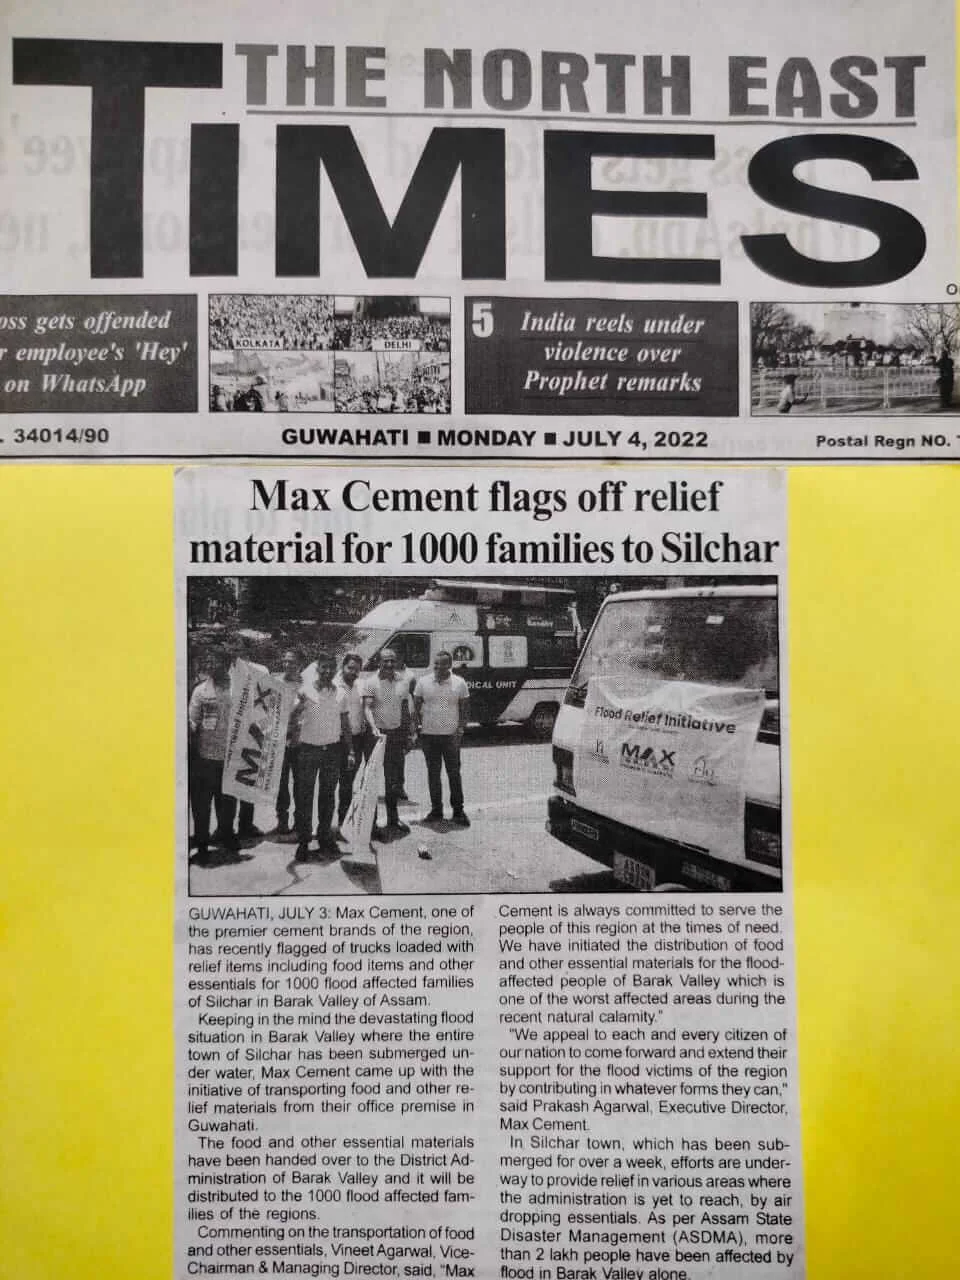 THE NORTH EAST
TIMES
oss gets offended
r employee's 'Hey'
on WhatsApp
KOLKATA
DELHI
5
India reels under
violence over
Prophet remarks
. 34014/90
GUWAHATI ■ MONDAY ■ JULY 4, 2022
Postal Regn NO.
Max Cement flags off relief
material for 1000 families to Silchar
MAX
DICAL UNIT
Flood Relief Initiative
MAX
GUWAHATI, JULY 3: Max Cement, one of
the premier cement brands of the region,
has recently flagged of trucks loaded with
relief items including food items and other
essentials for 1000 flood affected families
of Silchar in Barak Valley of Assam.
Keeping in the mind the devastating flood
situation in Barak Valley where the entire
town of Silchar has been submerged un-
der water, Max Cement came up with the
initiative of transporting food and other re-
lief materials from their office premise in
Guwahati.
The food and other essential materials
have been handed over to the District Ad-
ministration of Barak Valley and it will be
distributed to the 1000 flood affected fam-
ilies of the regions.
Commenting on the transportation of food
and other essentials, Vineet Agarwal, Vice-
Chairman & Managing Director, said, "Max
Cement is always committed to serve the
people of this region at the times of need.
We have initiated the distribution of food
and other essential materials for the flood-
affected people of Barak Valley which is
one of the worst affected areas during the
recent natural calamity."
"We appeal to each and every citizen of
our nation to come forward and extend their
support for the flood victims of the region
by contributing in whatever forms they can,"
said Prakash Agarwal, Executive Director,
Max Cement.
In Silchar town, which has been sub-
merged for over a week, efforts are under-
way to provide relief in various areas where
the administration is yet to reach, by air
dropping essentials. As per Assam State
Disaster Management (ASDMA), more
than 2 lakh people have been affected by
flood in Barak Valley alone.